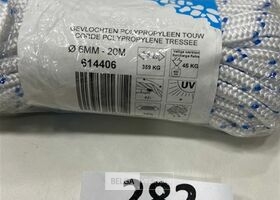 GEVLOCHTEN POLYPROPYLEEN TOUW
CORDE POLYPROPYLENE TRESSEE
Ø 6MM - 20M
614406
359 KG
45 KG
UV
282